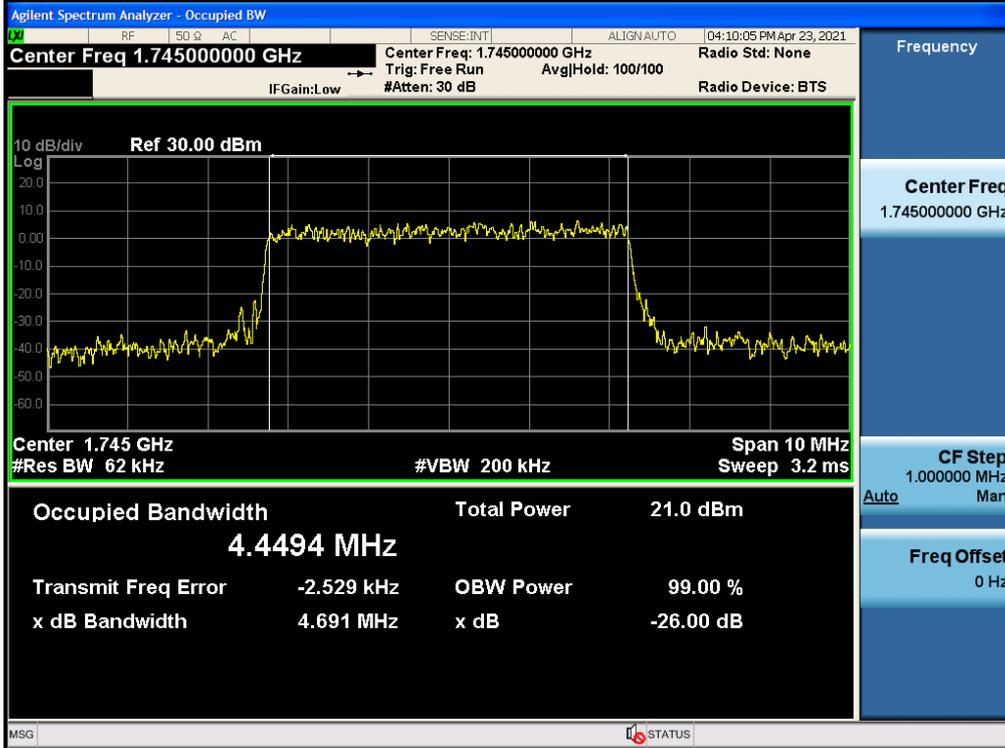 Agilent Spectrum Analyzer - Occupied BW
LXI RF 50 Ω AC SENSE:INT ALIGN AUTO 04:10:05 PM Apr 23, 2021
Center Freq 1.745000000 GHz
Center Freq: 1.745000000 GHz
Radio Std: None
Trig: Free Run Avg|Hold: 100/100
IFGain:Low #Atten: 30 dB Radio Device: BTS
10 dB/div Ref 30.00 dBm
Log
20.0
10.0
0.00
-10.0
-20.0
-30.0
-40.0
-50.0
-60.0
Center 1.745 GHz Span 10 MHz
#Res BW 62 kHz #VBW 200 kHz Sweep 3.2 ms
Occupied Bandwidth Total Power 21.0 dBm
4.4494 MHz
Transmit Freq Error -2.529 kHz OBW Power 99.00 %
x dB Bandwidth 4.691 MHz x dB -26.00 dB
MSG STATUS
Frequency
Center Freq
1.745000000 GHz
CF Step
1.000000 MHz
Auto Man
Freq Offset
0 Hz